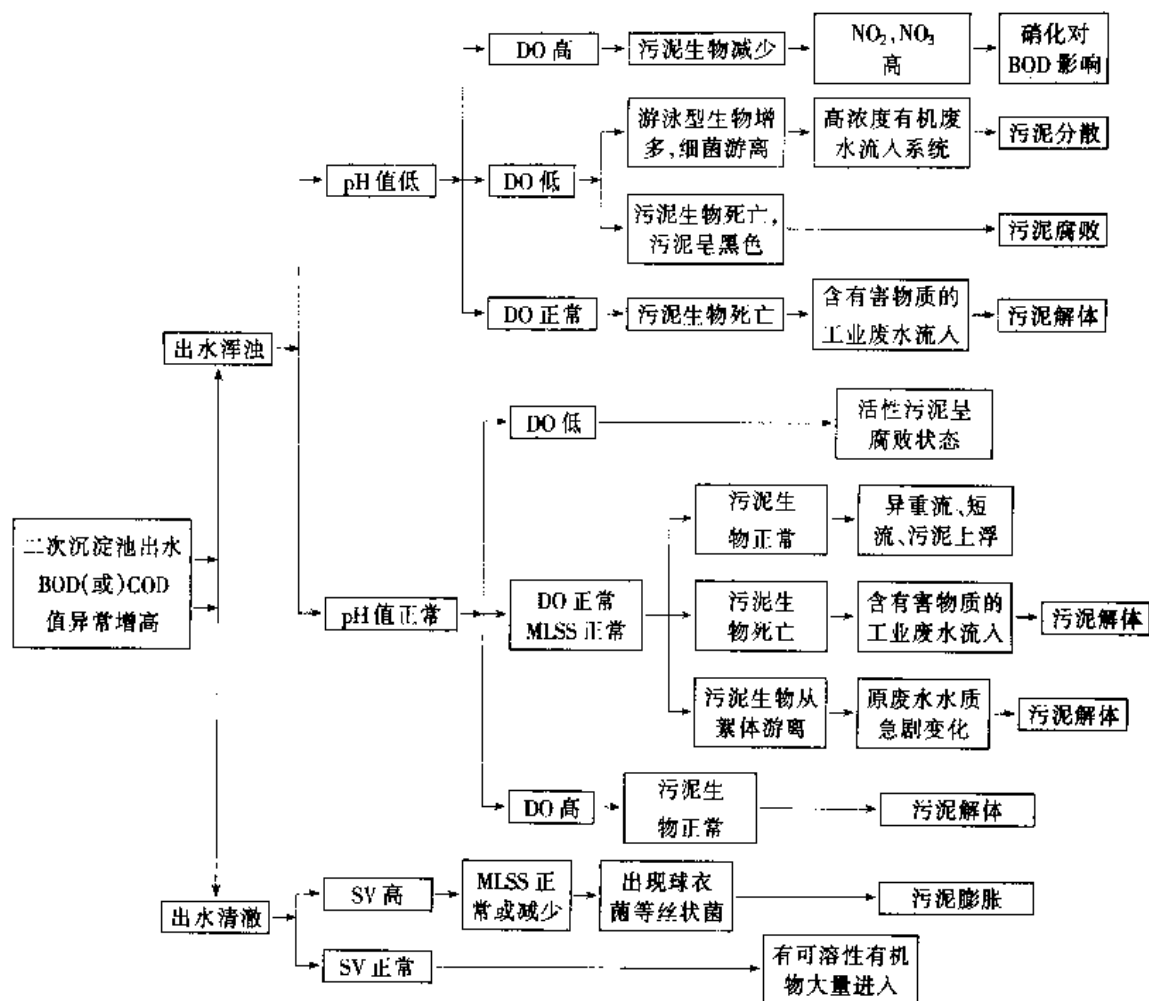 DO 高
污泥生物减少
NO₂,NO₃
高
硝化对
BOD 影响
游泳型生物增
多,细菌游离
高浓度有机废
水流入系统
污泥分散
pH 值低
DO 低
污泥生物死亡,
污泥呈黑色
污泥腐败
DO 正常
污泥生物死亡
含有害物质的
工业废水流入
污泥解体
出水浑浊
DO 低
活性污泥呈
腐败状态
污泥生
物正常
异重流、短
流、污泥上浮
二次沉淀池出水
BOD(或)COD
值异常增高
pH 值正常
DO 正常
MLSS 正常
污泥生
物死亡
含有害物质的
工业废水流入
污泥解体
污泥生物从
絮体游离
原废水水质
急剧变化
污泥解体
DO 高
污泥生
物正常
污泥解体
出水清澈
SV 高
MLSS 正
常或减少
出现球衣
菌等丝状菌
污泥膨胀
SV 正常
有可溶性有机
物大量进入